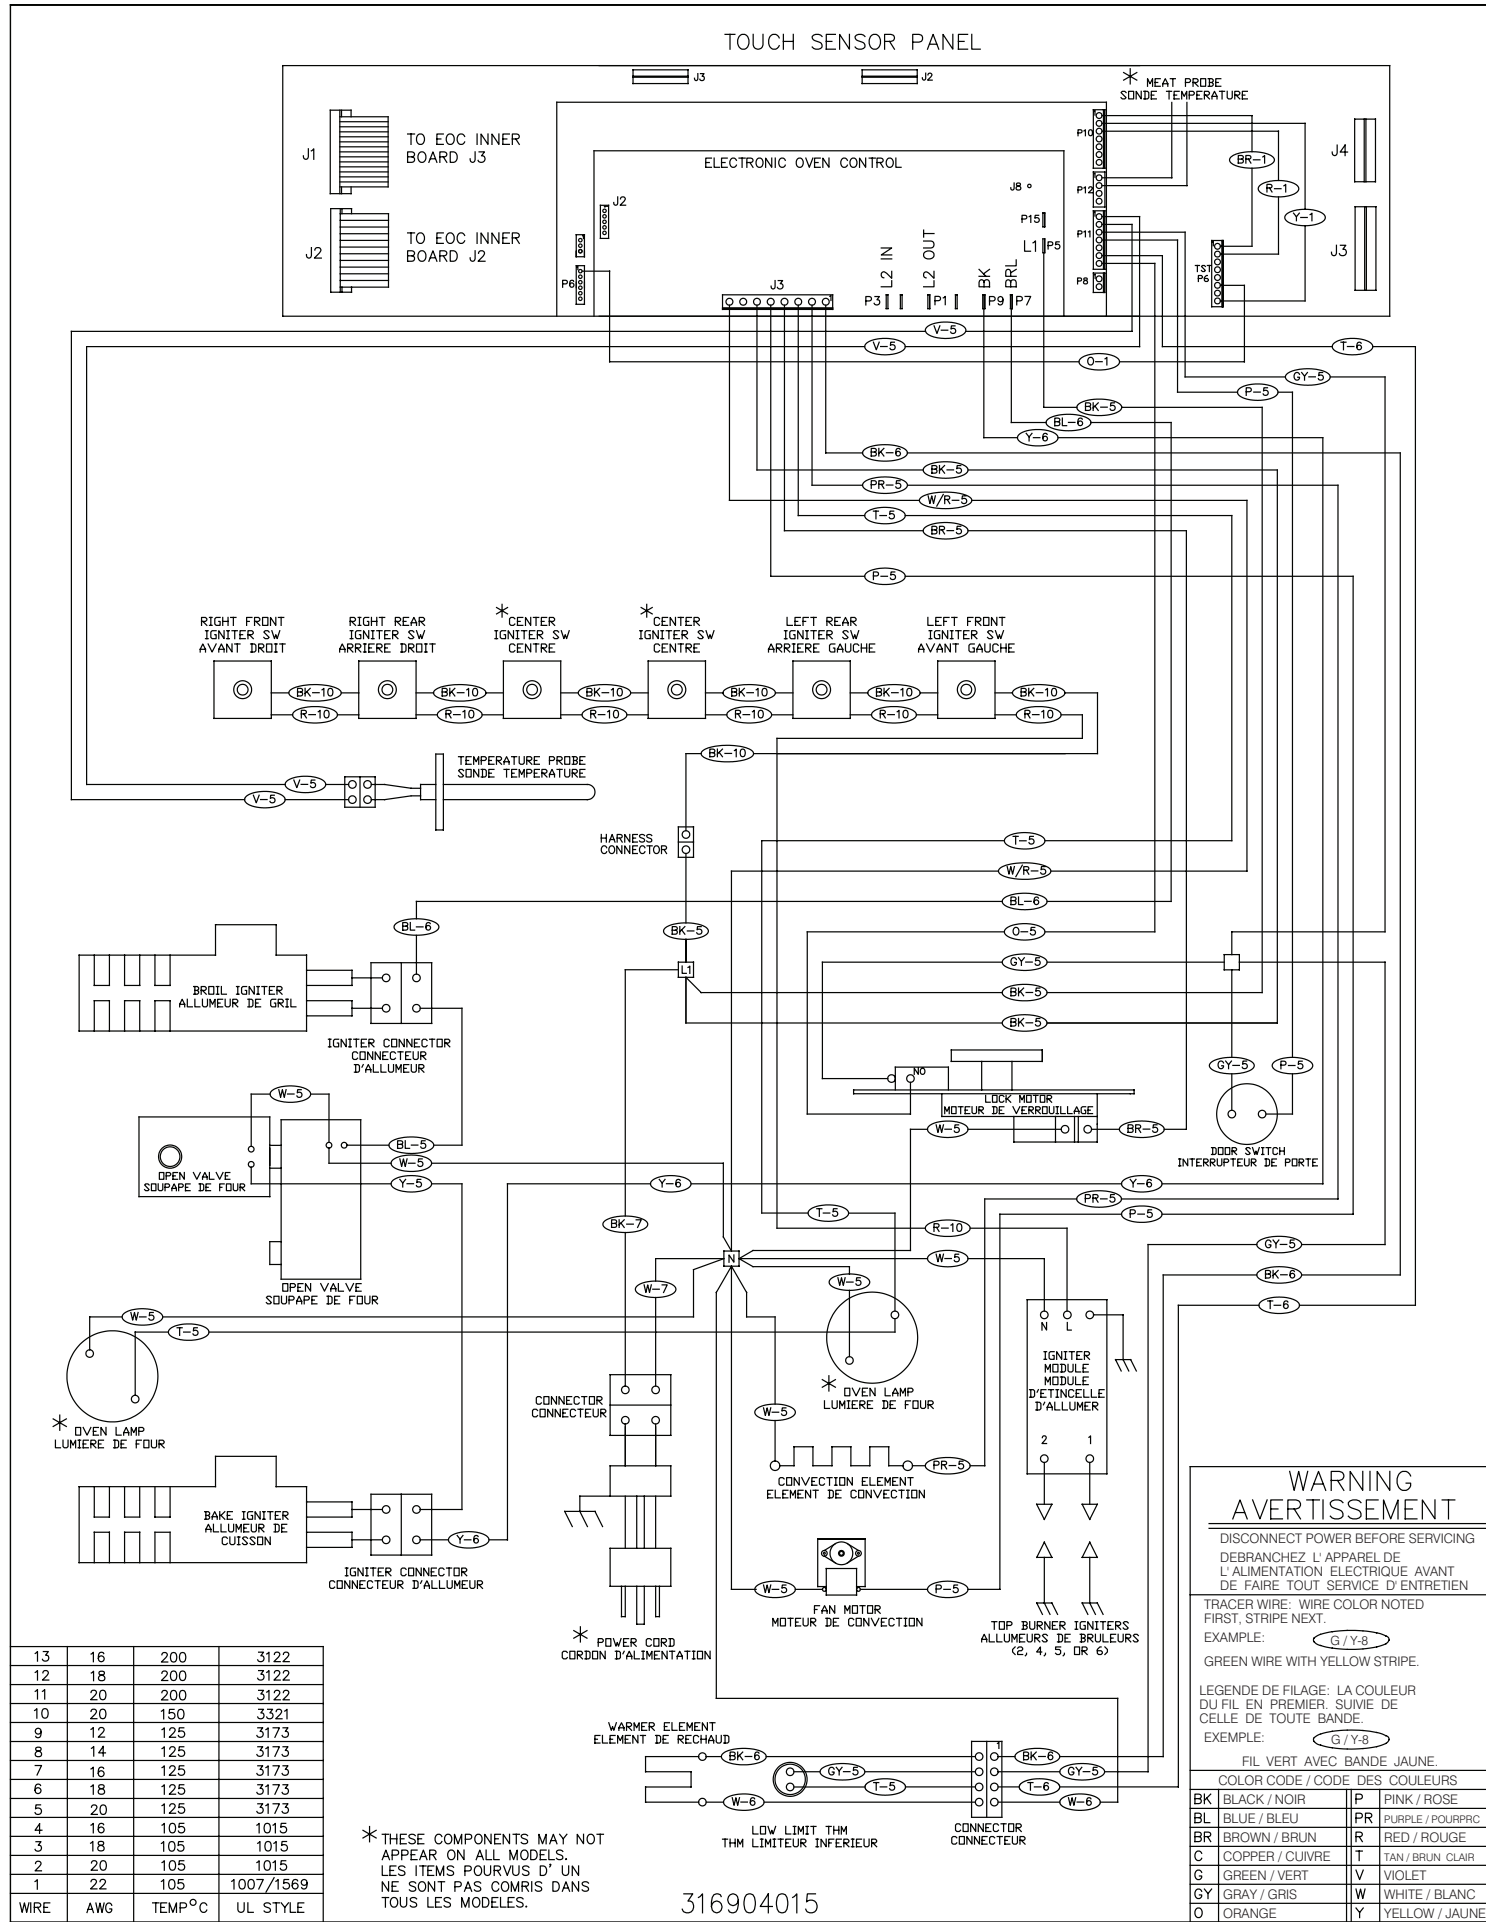 TOUCH SENSOR PANEL
J3
J2
* MEAT PROBE
SONDE TEMPERATURE
J1
TO EOC INNER
BOARD J3
J2
TO EOC INNER
BOARD J2
ELECTRONIC OVEN CONTROL
J2
P6
J3
P3
L2 IN
L2 OUT
P1
BK
P9
BRL
P7
J8
P15
L1
P5
P10
P12
P11
P8
TST
P6
BR-1
R-1
Y-1
J4
J3
V-5
V-5
O-1
T-6
GY-5
P-5
BK-5
BL-6
Y-6
BK-6
BK-5
PR-5
W/R-5
T-5
BR-5
P-5
RIGHT FRONT
IGNITER SW
AVANT DROIT
RIGHT REAR
IGNITER SW
ARRIERE DROIT
* CENTER
IGNITER SW
CENTRE
* CENTER
IGNITER SW
CENTRE
LEFT REAR
IGNITER SW
ARRIERE GAUCHE
LEFT FRONT
IGNITER SW
AVANT GAUCHE
BK-10
BK-10
BK-10
BK-10
BK-10
BK-10
R-10
R-10
R-10
R-10
R-10
R-10
BK-10
TEMPERATURE PROBE
SONDE TEMPERATURE
V-5
V-5
HARNESS
CONNECTOR
T-5
W/R-5
BL-6
BL-6
BK-5
O-5
GY-5
L1
BK-5
BK-5
BROIL IGNITER
ALLUMEUR DE GRIL
IGNITER CONNECTOR
CONNECTEUR
D'ALLUMEUR
NO
LOCK MOTOR
MOTEUR DE VERROUILLAGE
W-5
BR-5
GY-5
P-5
DOOR SWITCH
INTERRUPTEUR DE PORTE
W-5
BL-5
W-5
Y-5
OPEN VALVE
SOUPAPE DE FOUR
OPEN VALVE
SOUPAPE DE FOUR
Y-6
Y-6
PR-5
P-5
T-5
R-10
BK-7
N
W-5
GY-5
BK-6
T-6
W-7
W-5
W-5
T-5
* OVEN LAMP
LUMIERE DE FOUR
CONNECTOR
CONNECTEUR
* OVEN LAMP
LUMIERE DE FOUR
N
L
IGNITER
MODULE
MODULE
D'ETINCELLE
D'ALLUMER
2
1
W-5
PR-5
CONVECTION ELEMENT
ELEMENT DE CONVECTION
BAKE IGNITER
ALLUMEUR DE
CUISSON
Y-6
IGNITER CONNECTOR
CONNECTEUR D'ALLUMEUR
W-5
P-5
FAN MOTOR
MOTEUR DE CONVECTION
TOP BURNER IGNITERS
ALLUMEURS DE BRULEURS
(2, 4, 5, OR 6)
* POWER CORD
CORDON D'ALIMENTATION
WARMER ELEMENT
ELEMENT DE RECHAUD
BK-6
GY-5
T-5
W-6
1
BK-6
GY-5
T-6
W-6
LOW LIMIT THM
THM LIMITEUR INFERIEUR
CONNECTOR
CONNECTEUR
13 16 200 3122
12 18 200 3122
11 20 200 3122
10 20 150 3321
9 12 125 3173
8 14 125 3173
7 16 125 3173
6 18 125 3173
5 20 125 3173
4 16 105 1015
3 18 105 1015
2 20 105 1015
1 22 105 1007/1569
WIRE AWG TEMP°C UL STYLE
* THESE COMPONENTS MAY NOT
APPEAR ON ALL MODELS.
LES ITEMS POURVUS D' UN
NE SONT PAS COMRIS DANS
TOUS LES MODELES.
316904015
WARNING
AVERTISSEMENT
DISCONNECT POWER BEFORE SERVICING
DEBRANCHEZ L' APPAREL DE
L' ALIMENTATION ELECTRIQUE AVANT
DE FAIRE TOUT SERVICE D' ENTRETIEN
TRACER WIRE: WIRE COLOR NOTED
FIRST, STRIPE NEXT.
EXAMPLE: G / Y-8
GREEN WIRE WITH YELLOW STRIPE.
LEGENDE DE FILAGE: LA COULEUR
DU FIL EN PREMIER. SUIVIE DE
CELLE DE TOUTE BANDE.
EXEMPLE: G / Y-8
FIL VERT AVEC BANDE JAUNE.
COLOR CODE / CODE DES COULEURS
BK BLACK / NOIR P PINK / ROSE
BL BLUE / BLEU PR PURPLE / POURPRC
BR BROWN / BRUN R RED / ROUGE
C COPPER / CUIVRE T TAN / BRUN CLAIR
G GREEN / VERT V VIOLET
GY GRAY / GRIS W WHITE / BLANC
O ORANGE Y YELLOW / JAUNE